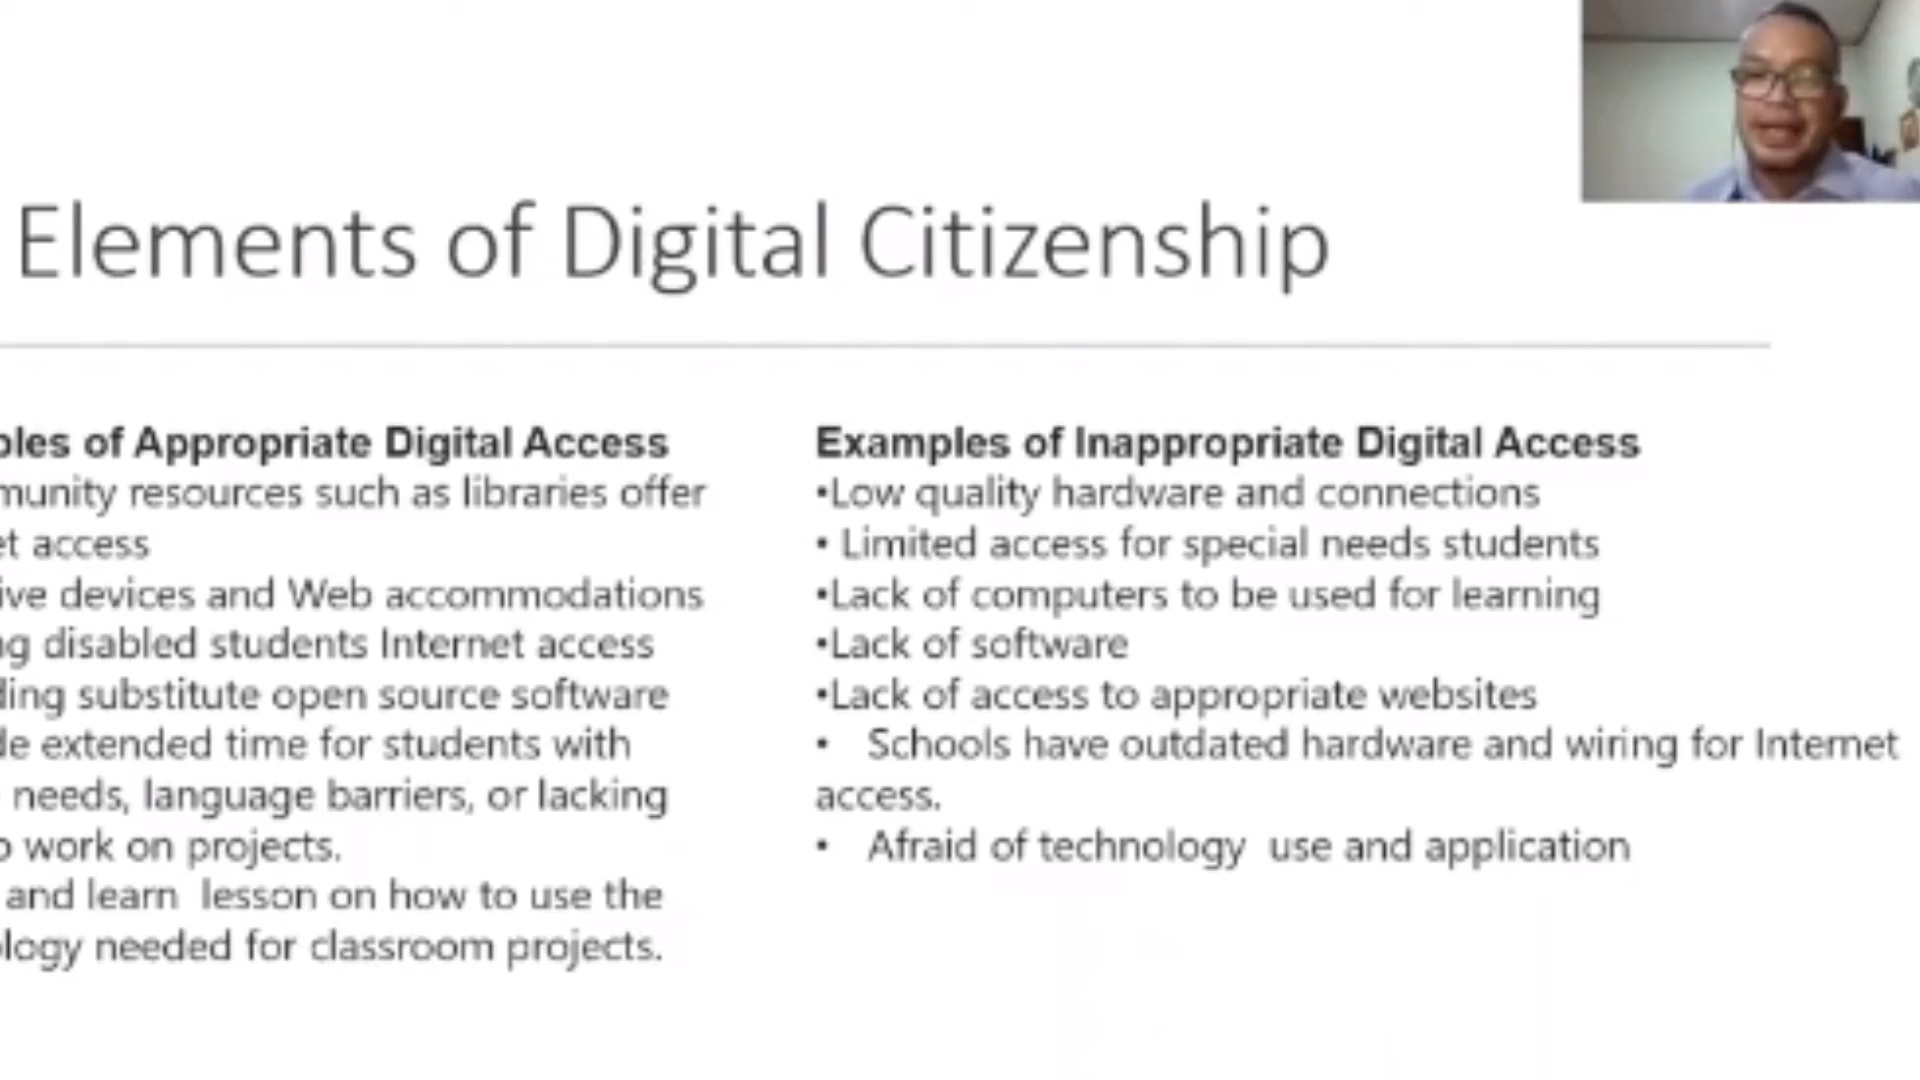 Elements of Digital Citizenship
ples of Appropriate Digital Access
munity resources such as libraries offer
et access
ive devices and Web accommodations
ng disabled students Internet access
ding substitute open source software
de extended time for students with
needs, language barriers, or lacking
o work on projects.
and learn lesson on how to use the
ology needed for classroom projects.
Examples of Inappropriate Digital Access
•Low quality hardware and connections
• Limited access for special needs students
•Lack of computers to be used for learning
•Lack of software
•Lack of access to appropriate websites
• Schools have outdated hardware and wiring for Internet
access.
• Afraid of technology use and application